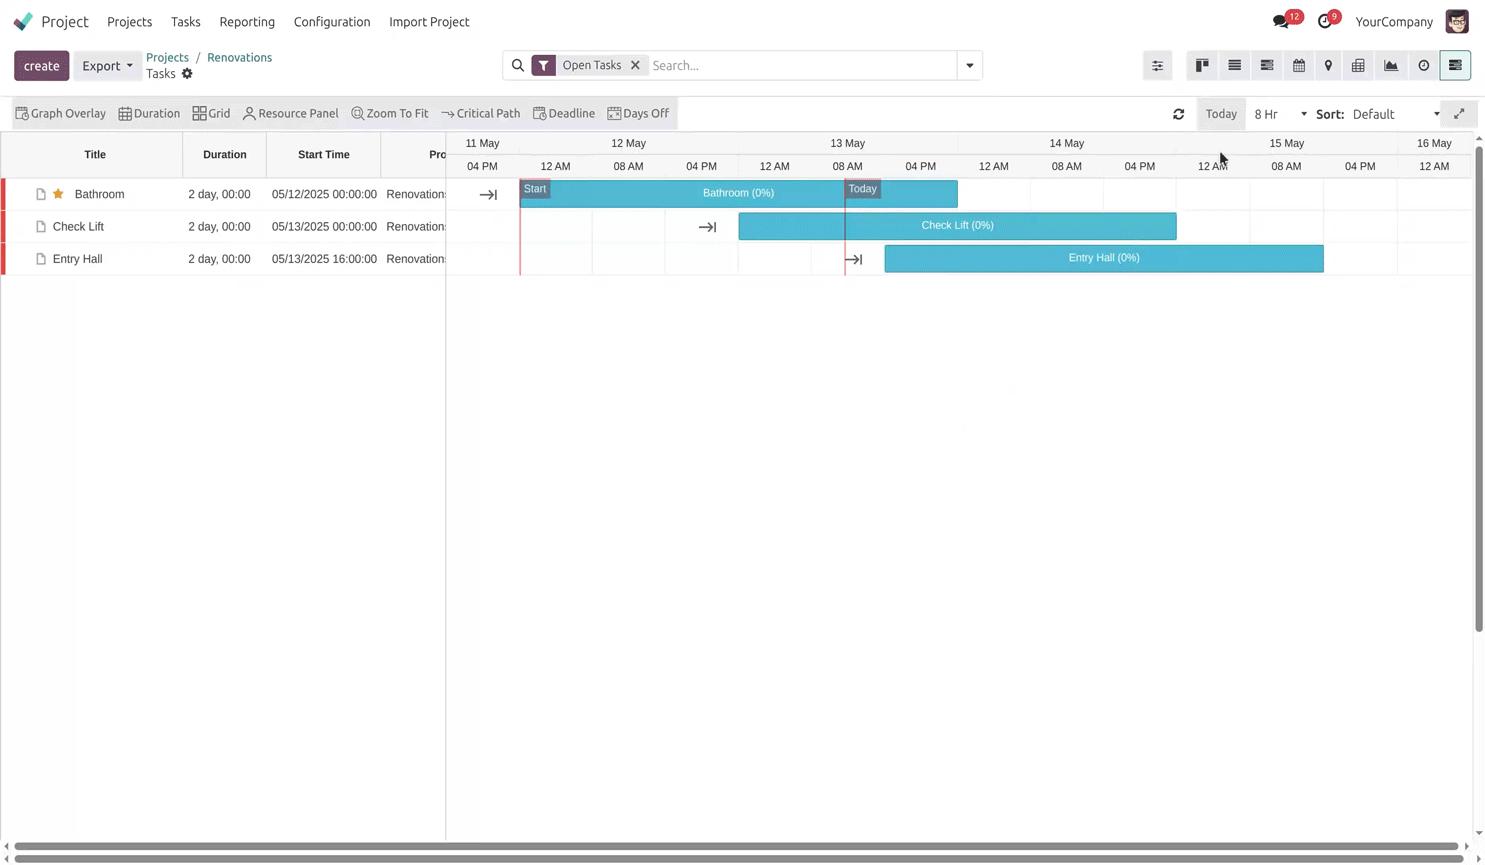 Project Projects Tasks Reporting Configuration Import Project 12 9 YourCompany
create Export Projects / Renovations
Tasks
Open Tasks Search...
Graph Overlay Duration Grid Resource Panel Zoom To Fit Critical Path Deadline Days Off Today 8 Hr Sort: Default
11 May 12 May 13 May 14 May 15 May 16 May
Title Duration Start Time Pro
04 PM 12 AM 08 AM 04 PM 12 AM 08 AM 04 PM 12 AM 08 AM 04 PM 12 AM 08 AM 04 PM 12 AM
Bathroom 2 day, 00:00 05/12/2025 00:00:00 Renovation Start Bathroom (0%) Today
Check Lift 2 day, 00:00 05/13/2025 00:00:00 Renovation Check Lift (0%)
Entry Hall 2 day, 00:00 05/13/2025 16:00:00 Renovation Entry Hall (0%)